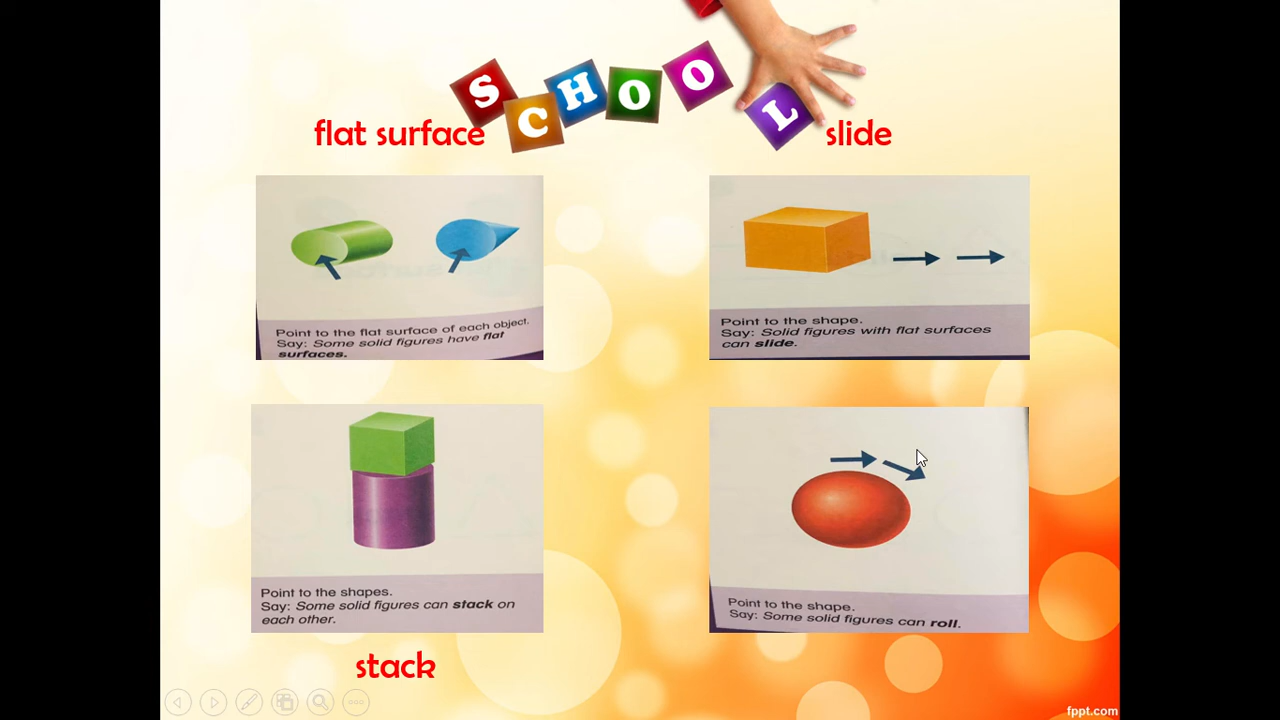 SCHOOL
flat surface
slide
Point to the flat surface of each object.
Say: Some solid figures have flat
surfaces.
Point to the shape.
Say: Solid figures with flat surfaces
can slide.
Point to the shapes.
Say: Some solid figures can stack on
each other.
Point to the shape.
Say: Some solid figures can roll.
stack
fppt.com